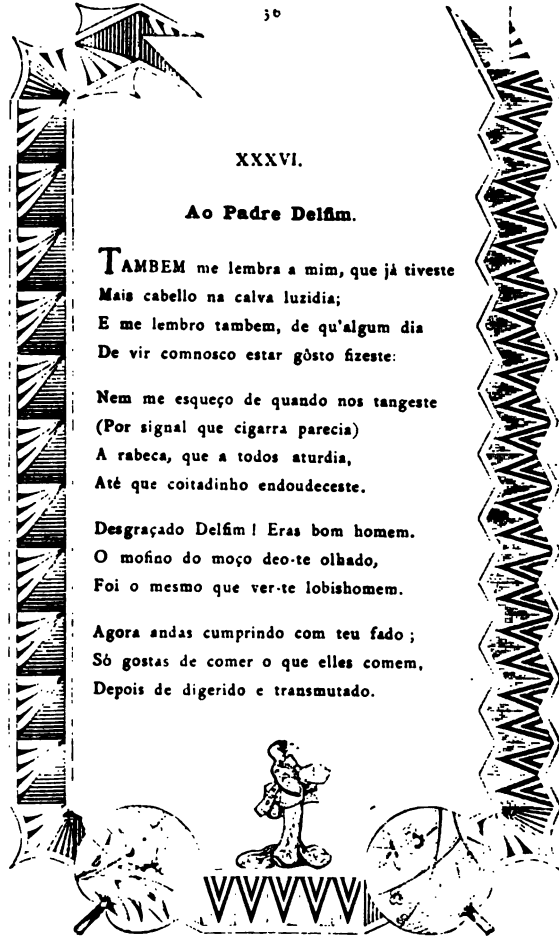 36
XXXVI.
Ao Padre Delfim.
TAMBEM me lembra a mim, que já tiveste
Mais cabello na calva luzidia;
E me lembro tambem, de qu'algum dia
De vir comnosco estar gôsto fizeste:
Nem me esqueço de quando nos tangeste
(Por signal que cigarra parecia)
A rabeca, que a todos aturdia,
Até que coitadinho endoudeceste.
Desgraçado Delfim! Eras bom homem.
O mofino do moço deo-te olhado,
Foi o mesmo que ver-te lobishomem.
Agora andas cumprindo com teu fado;
Só gostas de comer o que elles comem,
Depois de digerido e transmutado.